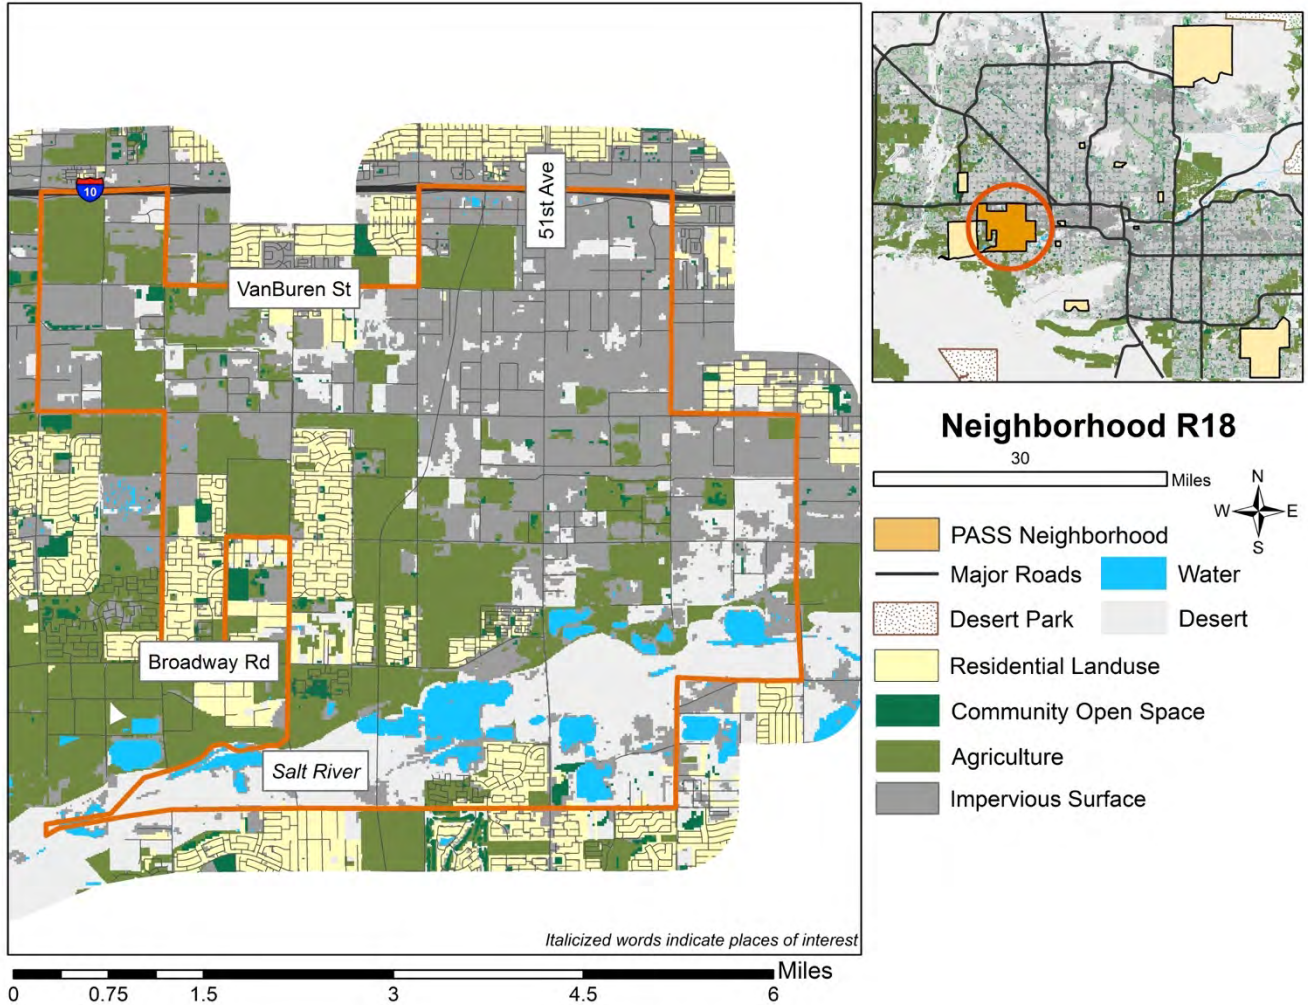 10
51st Ave
VanBuren St
Broadway Rd
Salt River
Italicized words indicate places of interest
0 0.75 1.5 3 4.5 6 Miles
Neighborhood R18
30
Miles
N
W E
S
PASS Neighborhood
Major Roads
Water
Desert Park
Desert
Residential Landuse
Community Open Space
Agriculture
Impervious Surface